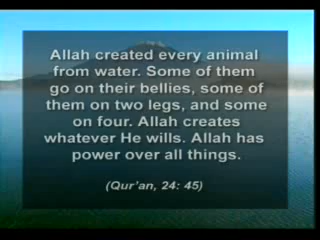 Allah created every animal
from water. Some of them
go on their bellies, some of
them on two legs, and some
on four. Allah creates
whatever He wills. Allah has
power over all things.
(Qur'an, 24: 45)